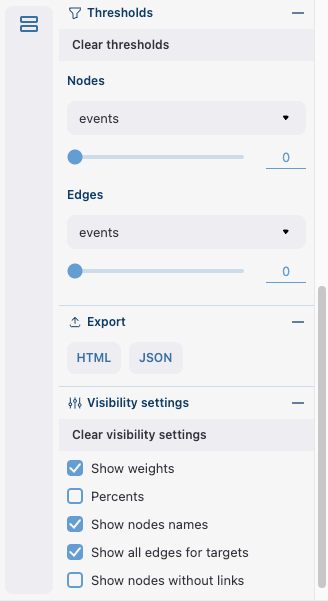 Thresholds
Clear thresholds
Nodes
events
0
Edges
events
0
Export
HTML JSON
Visibility settings
Clear visibility settings
Show weights
Percents
Show nodes names
Show all edges for targets
Show nodes without links